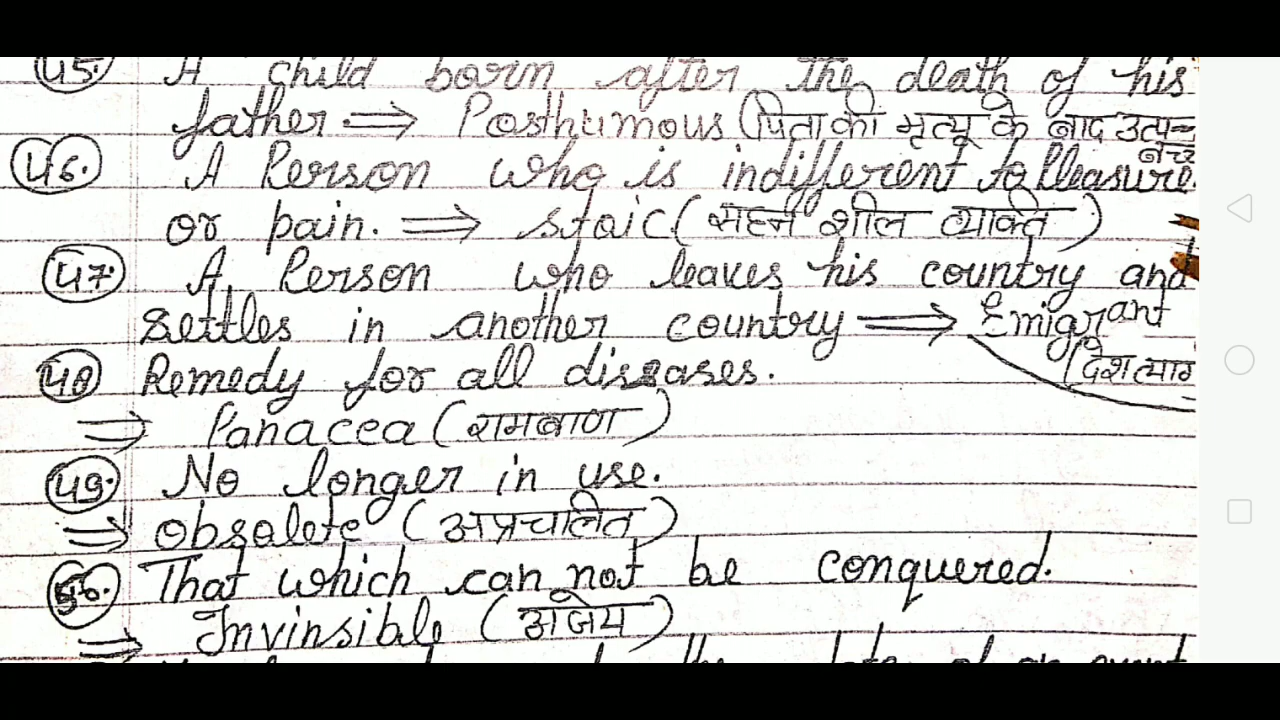 45. A child born after the death of his
father. ⇒ Posthumous (पिता की मृत्यू के बाद उत्पन्न
बच्चे
46. A Person who is indifferent to Pleasure.
or pain. ⇒ Stoic (सहनशील व्याक्ति)
47. A Person who leaves his country and
settles in another country ⇒ Emigrant
(देश त्याग
48 Remedy for all diseases.
⇒ Panacea (रामबाण)
49. No longer in use.
⇒ obsalete (अप्रचलित)
50. That which can not be conquered.
⇒ Invinsible (अजेय)